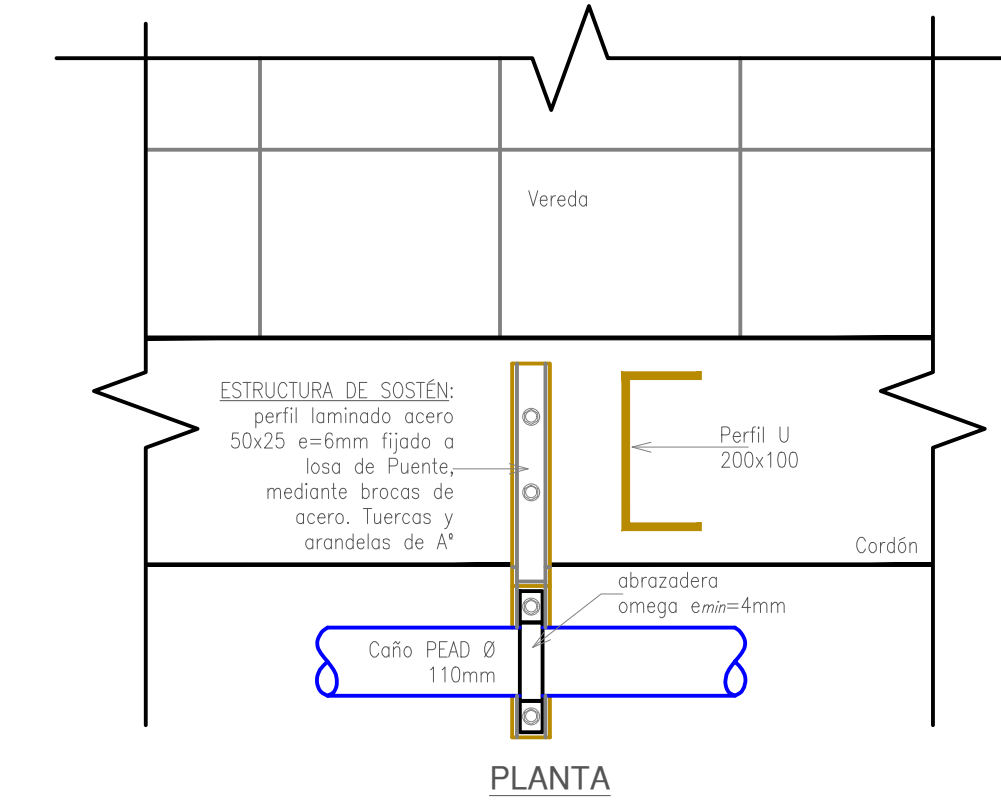 Vereda
ESTRUCTURA DE SOSTÉN:
perfil laminado acero
50x25 e=6mm fijado a
losa de Puente,
mediante brocas de
acero. Tuercas y
arandelas de Aº
Perfil U
200x100
Cordón
abrazadera
omega emin=4mm
Caño PEAD Ø
110mm
PLANTA